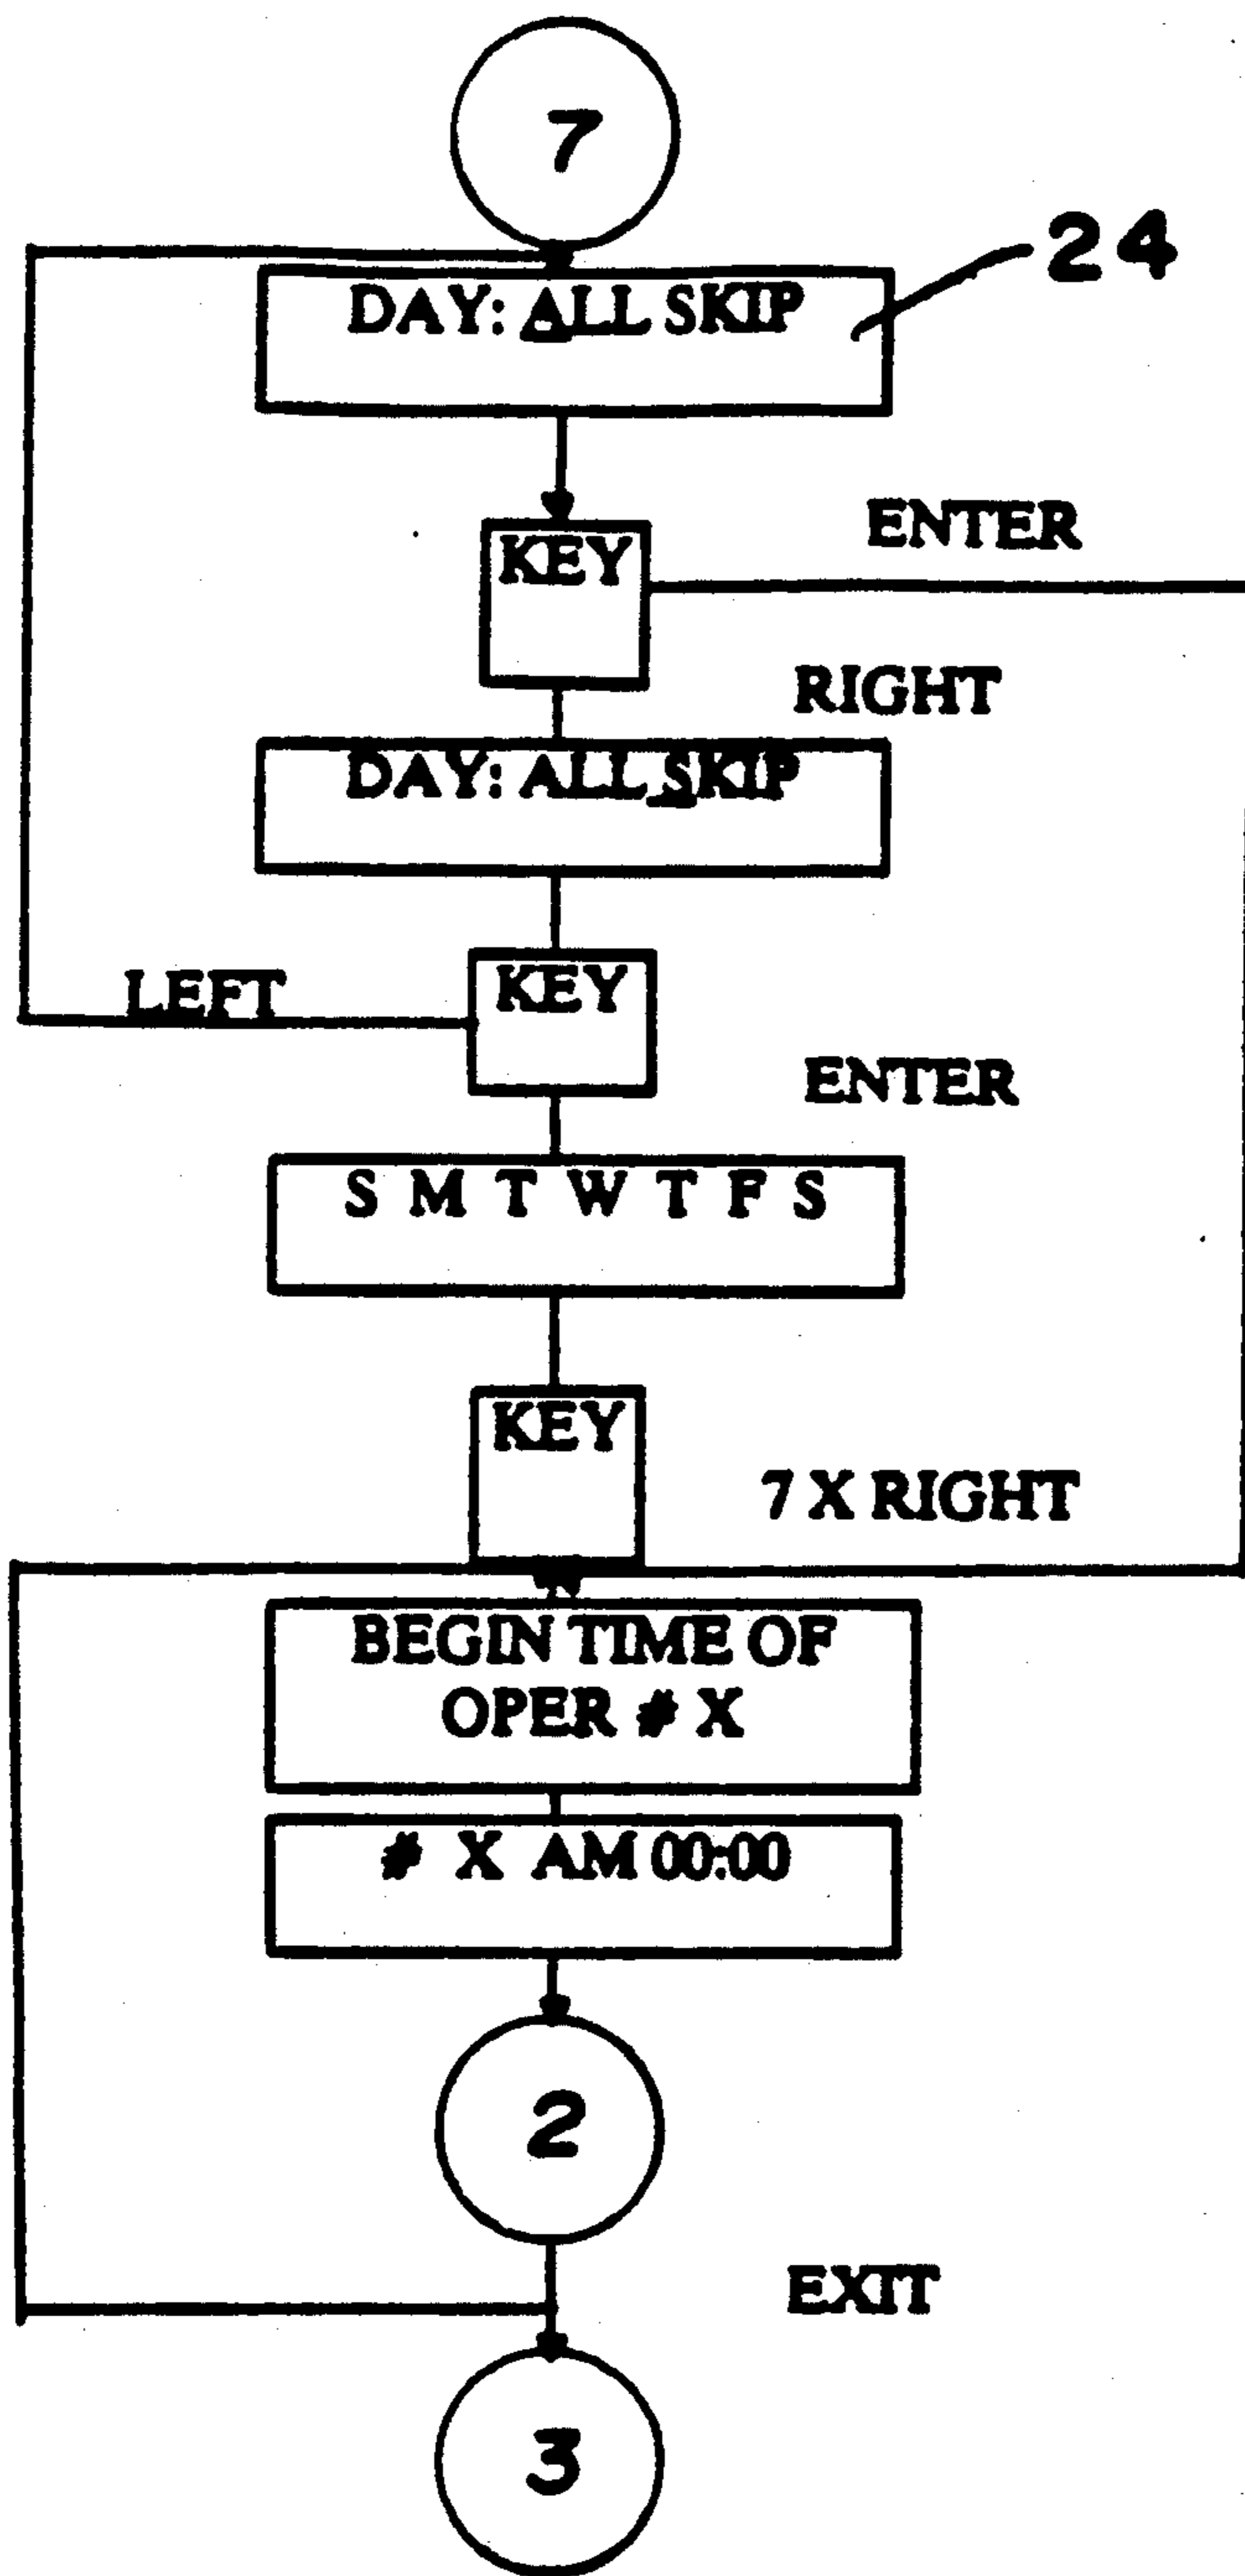 7
24
DAY: ALL SKIP
KEY
ENTER
RIGHT
DAY: ALL SKIP
LEFT
KEY
ENTER
S M T W T F S
KEY
7 X RIGHT
BEGIN TIME OF
OPER # X
# X AM 00:00
2
EXIT
3